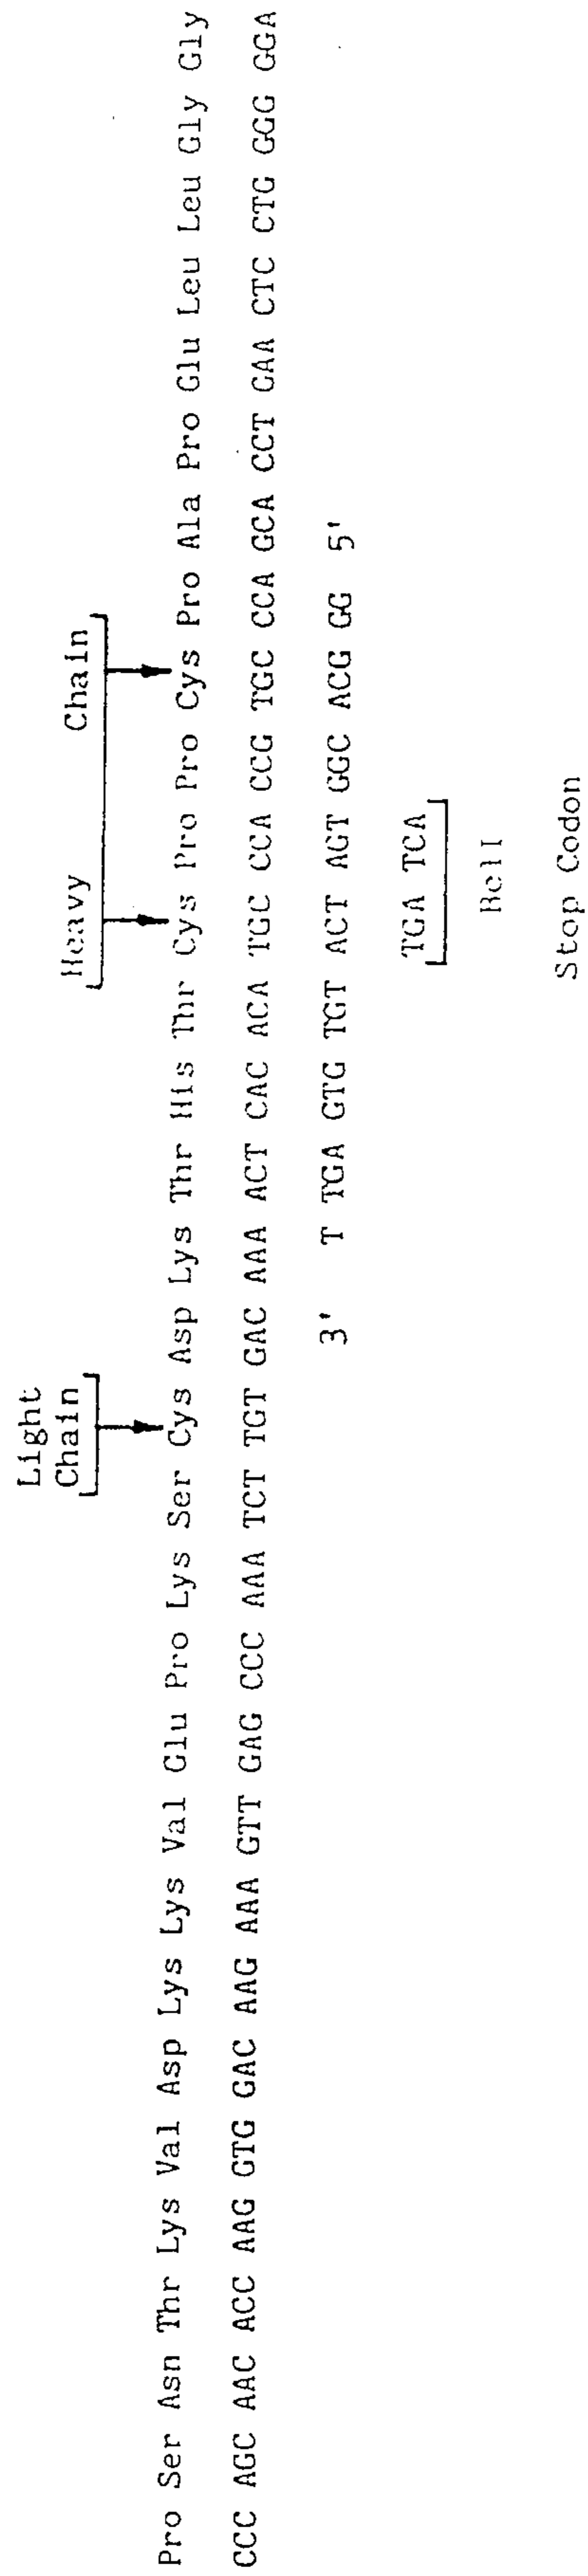 Light
Chain
Heavy Chain
Pro Ser Asn Thr Lys Val Asp Lys Lys Val Glu Pro Lys Ser Cys Asp Lys Thr His Thr Cys Pro Pro Cys Pro Ala Pro Glu Leu Leu Gly Gly
CCC AGC AAC ACC AAG GTG GAC AAG AAA GTT GAG CCC AAA TCT TGT GAC AAA ACT CAC ACA TGC CCA CCG TGC CCA GCA CCT GAA CTC CTG GGG GGA
3' T TGA GTG TGT ACT AGT GGC ACG GG 5'
TGA TCA
BclI
Stop Codon